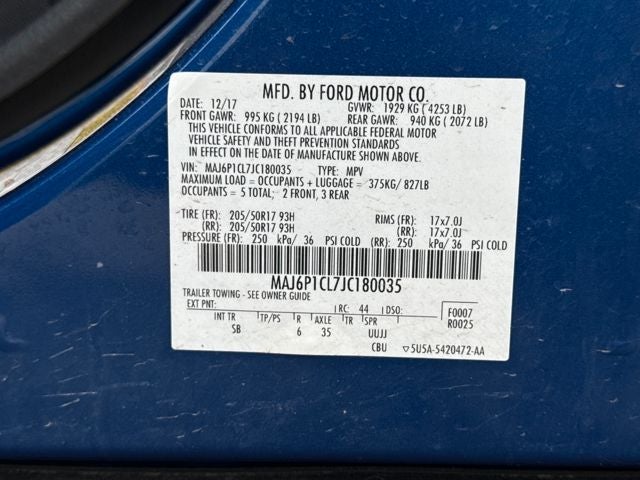 MFD. BY FORD MOTOR CO.
DATE: 12/17 GVWR: 1929 KG ( 4253 LB)
FRONT GAWR: 995 KG ( 2194 LB) REAR GAWR: 940 KG ( 2072 LB)
THIS VEHICLE CONFORMS TO ALL APPLICABLE FEDERAL MOTOR
VEHICLE SAFETY AND THEFT PREVENTION STANDARDS
IN EFFECT ON THE DATE OF MANUFACTURE SHOWN ABOVE.
VIN: MAJ6P1CL7JC180035 TYPE: MPV
MAXIMUM LOAD = OCCUPANTS + LUGGAGE = 375KG/ 827LB
OCCUPANTS = 5 TOTAL; 2 FRONT, 3 REAR
TIRE (FR): 205/50R17 93H RIMS (FR): 17x7.0J
(RR): 205/50R17 93H (RR): 17x7.0J
PRESSURE (FR): 250 kPa/ 36 PSI COLD (RR): 250 kPa/ 36 PSI COLD
MAJ6P1CL7JC180035
TRAILER TOWING - SEE OWNER GUIDE
EXT PNT: RC: 44 DSO: F0007
R0025
INT TR TP/PS R AXLE TR SPR
SB 6 35 UUJJ
CBU ▽5U5A-5420472-AA